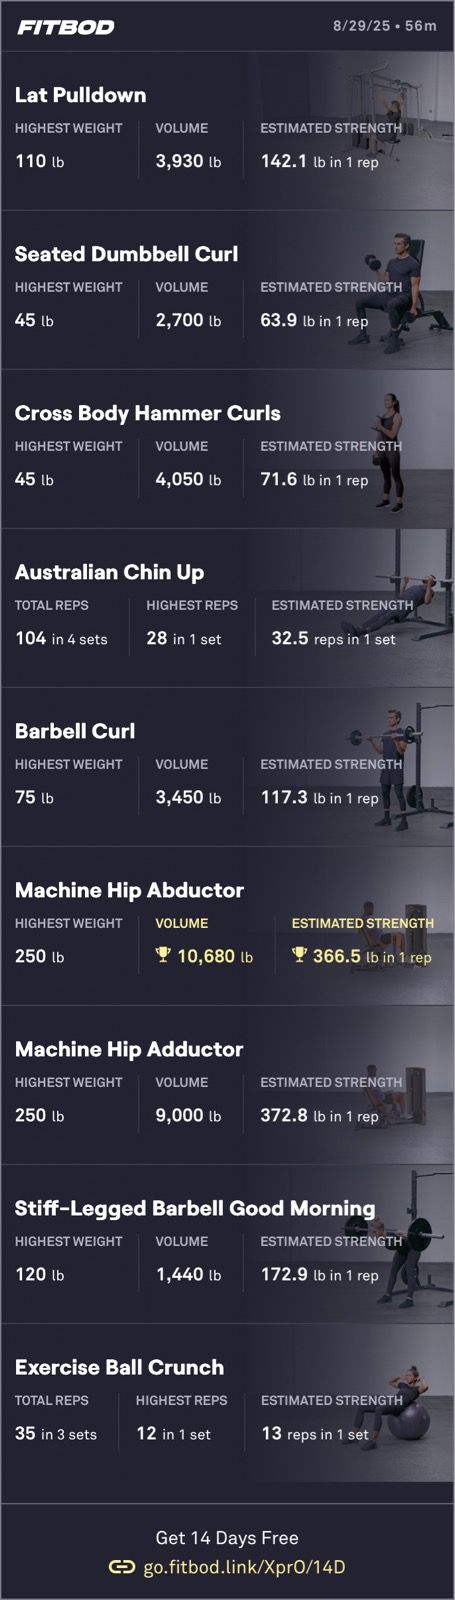 FITBOD 8/29/25 • 56m
Lat Pulldown
HIGHEST WEIGHT VOLUME ESTIMATED STRENGTH
110 lb 3,930 lb 142.1 lb in 1 rep
Seated Dumbbell Curl
HIGHEST WEIGHT VOLUME ESTIMATED STRENGTH
45 lb 2,700 lb 63.9 lb in 1 rep
Cross Body Hammer Curls
HIGHEST WEIGHT VOLUME ESTIMATED STRENGTH
45 lb 4,050 lb 71.6 lb in 1 rep
Australian Chin Up
TOTAL REPS HIGHEST REPS ESTIMATED STRENGTH
104 in 4 sets 28 in 1 set 32.5 reps in 1 set
Barbell Curl
HIGHEST WEIGHT VOLUME ESTIMATED STRENGTH
75 lb 3,450 lb 117.3 lb in 1 rep
Machine Hip Abductor
HIGHEST WEIGHT VOLUME ESTIMATED STRENGTH
250 lb 10,680 lb 366.5 lb in 1 rep
Machine Hip Adductor
HIGHEST WEIGHT VOLUME ESTIMATED STRENGTH
250 lb 9,000 lb 372.8 lb in 1 rep
Stiff-Legged Barbell Good Morning
HIGHEST WEIGHT VOLUME ESTIMATED STRENGTH
120 lb 1,440 lb 172.9 lb in 1 rep
Exercise Ball Crunch
TOTAL REPS HIGHEST REPS ESTIMATED STRENGTH
35 in 3 sets 12 in 1 set 13 reps in 1 set
Get 14 Days Free
go.fitbod.link/XprO/14D